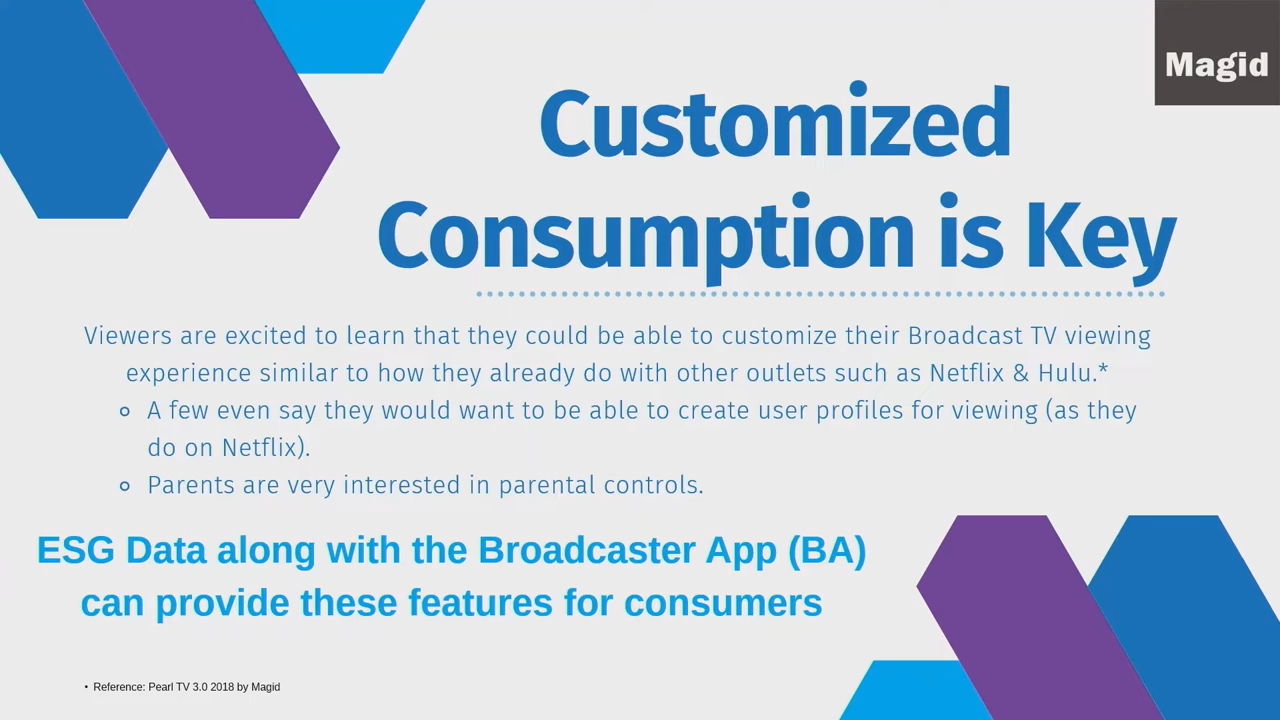 Magid
Customized
Consumption is Key
Viewers are excited to learn that they could be able to customize their Broadcast TV viewing
experience similar to how they already do with other outlets such as Netflix & Hulu.*
A few even say they would want to be able to create user profiles for viewing (as they
do on Netflix).
Parents are very interested in parental controls.
ESG Data along with the Broadcaster App (BA)
can provide these features for consumers
• Reference: Pearl TV 3.0 2018 by Magid